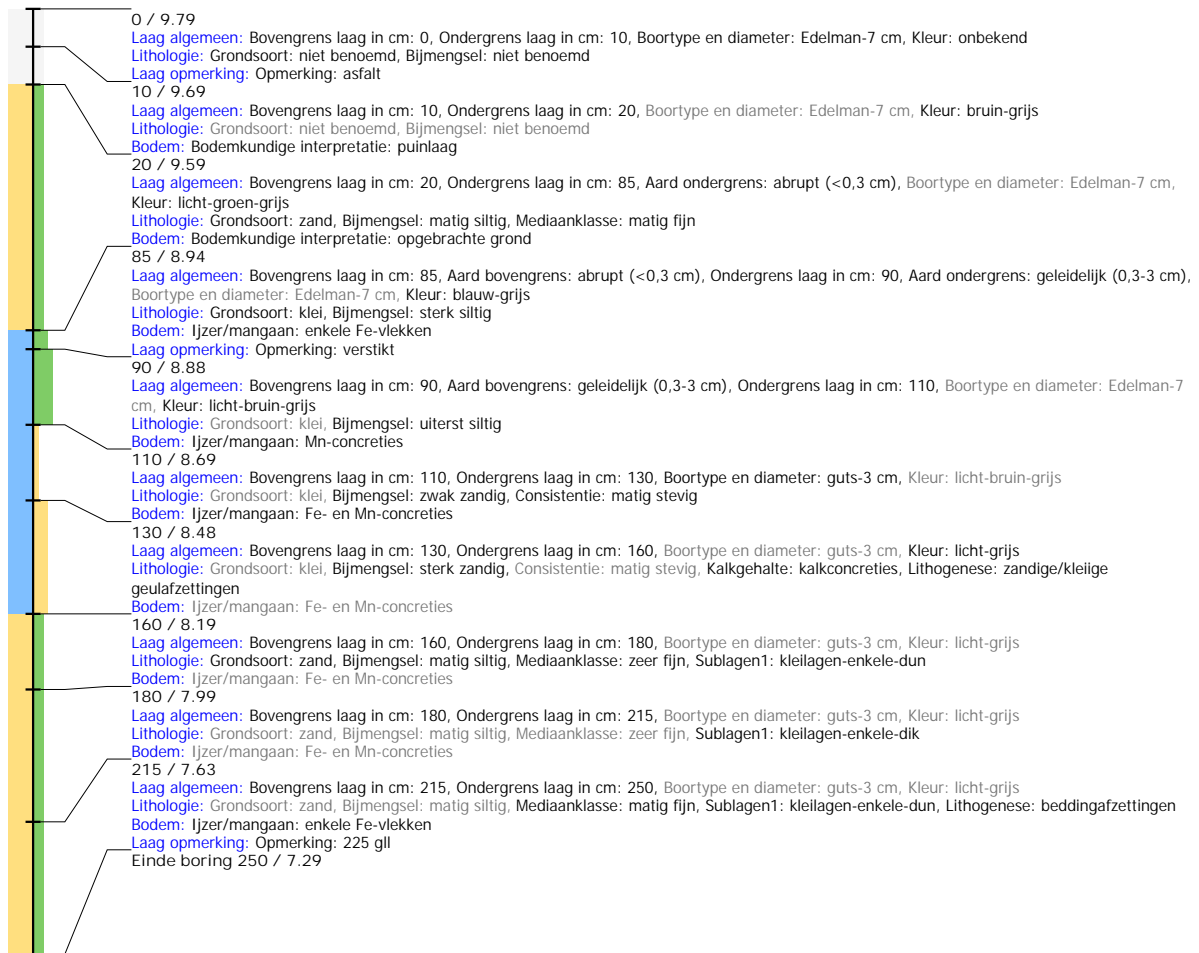 0 / 9.79
Laag algemeen: Bovengrens laag in cm: 0, Ondergrens laag in cm: 10, Boortype en diameter: Edelman-7 cm, Kleur: onbekend
Lithologie: Grondsoort: niet benoemd, Bijmengsel: niet benoemd
Laag opmerking: Opmerking: asfalt
10 / 9.69
Laag algemeen: Bovengrens laag in cm: 10, Ondergrens laag in cm: 20, Boortype en diameter: Edelman-7 cm, Kleur: bruin-grijs
Lithologie: Grondsoort: niet benoemd, Bijmengsel: niet benoemd
Bodem: Bodemkundige interpretatie: puinlaag
20 / 9.59
Laag algemeen: Bovengrens laag in cm: 20, Ondergrens laag in cm: 85, Aard ondergrens: abrupt (<0,3 cm), Boortype en diameter: Edelman-7 cm,
Kleur: licht-groen-grijs
Lithologie: Grondsoort: zand, Bijmengsel: matig siltig, Mediaanklasse: matig fijn
Bodem: Bodemkundige interpretatie: opgebrachte grond
85 / 8.94
Laag algemeen: Bovengrens laag in cm: 85, Aard bovengrens: abrupt (<0,3 cm), Ondergrens laag in cm: 90, Aard ondergrens: geleidelijk (0,3-3 cm),
Boortype en diameter: Edelman-7 cm, Kleur: blauw-grijs
Lithologie: Grondsoort: klei, Bijmengsel: sterk siltig
Bodem: Ijzer/mangaan: enkele Fe-vlekken
Laag opmerking: Opmerking: verstikt
90 / 8.88
Laag algemeen: Bovengrens laag in cm: 90, Aard bovengrens: geleidelijk (0,3-3 cm), Ondergrens laag in cm: 110, Boortype en diameter: Edelman-7
cm, Kleur: licht-bruin-grijs
Lithologie: Grondsoort: klei, Bijmengsel: uiterst siltig
Bodem: Ijzer/mangaan: Mn-concreties
110 / 8.69
Laag algemeen: Bovengrens laag in cm: 110, Ondergrens laag in cm: 130, Boortype en diameter: guts-3 cm, Kleur: licht-bruin-grijs
Lithologie: Grondsoort: klei, Bijmengsel: zwak zandig, Consistentie: matig stevig
Bodem: Ijzer/mangaan: Fe- en Mn-concreties
130 / 8.48
Laag algemeen: Bovengrens laag in cm: 130, Ondergrens laag in cm: 160, Boortype en diameter: guts-3 cm, Kleur: licht-grijs
Lithologie: Grondsoort: klei, Bijmengsel: sterk zandig, Consistentie: matig stevig, Kalkgehalte: kalkconcreties, Lithogenese: zandige/kleiige
geulafzettingen
Bodem: Ijzer/mangaan: Fe- en Mn-concreties
160 / 8.19
Laag algemeen: Bovengrens laag in cm: 160, Ondergrens laag in cm: 180, Boortype en diameter: guts-3 cm, Kleur: licht-grijs
Lithologie: Grondsoort: zand, Bijmengsel: matig siltig, Mediaanklasse: zeer fijn, Sublagen1: kleilagen-enkele-dun
Bodem: Ijzer/mangaan: Fe- en Mn-concreties
180 / 7.99
Laag algemeen: Bovengrens laag in cm: 180, Ondergrens laag in cm: 215, Boortype en diameter: guts-3 cm, Kleur: licht-grijs
Lithologie: Grondsoort: zand, Bijmengsel: matig siltig, Mediaanklasse: zeer fijn, Sublagen1: kleilagen-enkele-dik
Bodem: Ijzer/mangaan: Fe- en Mn-concreties
215 / 7.63
Laag algemeen: Bovengrens laag in cm: 215, Ondergrens laag in cm: 250, Boortype en diameter: guts-3 cm, Kleur: licht-grijs
Lithologie: Grondsoort: zand, Bijmengsel: matig siltig, Mediaanklasse: matig fijn, Sublagen1: kleilagen-enkele-dun, Lithogenese: beddingafzettingen
Bodem: Ijzer/mangaan: enkele Fe-vlekken
Laag opmerking: Opmerking: 225 gll
Einde boring 250 / 7.29